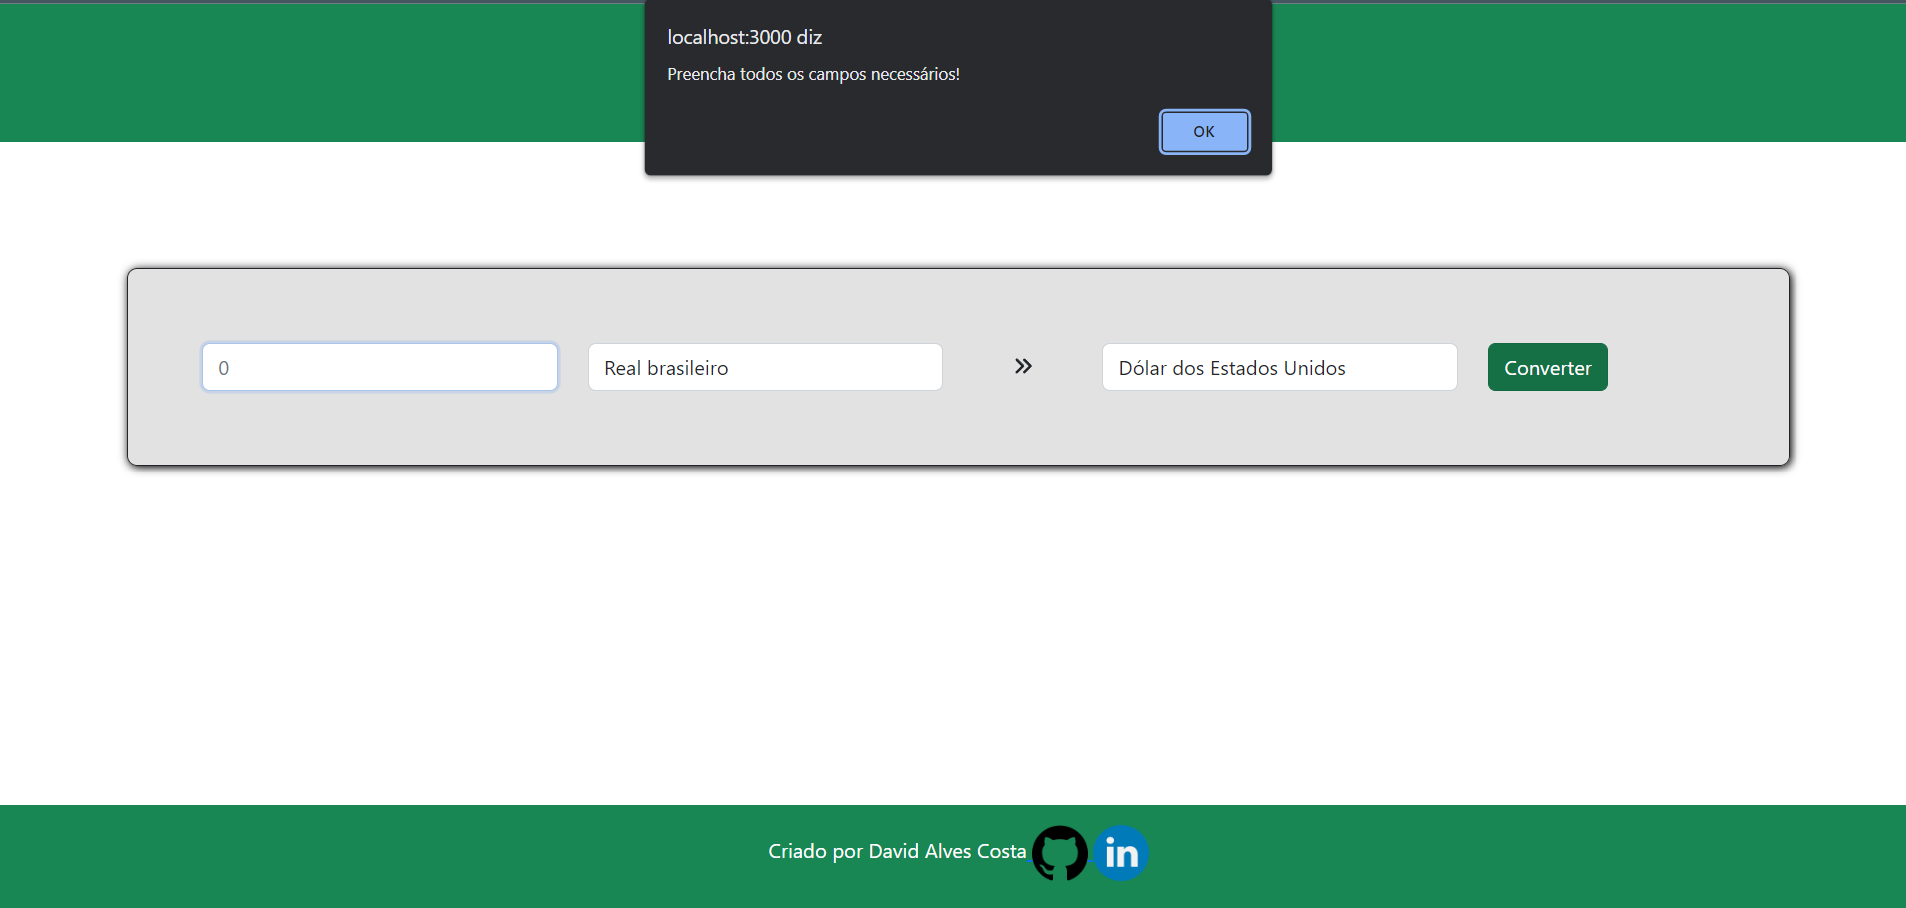 localhost:3000 diz
Preencha todos os campos necessários!
OK
0
Real brasileiro
Dólar dos Estados Unidos
Converter
Criado por David Alves Costa
in